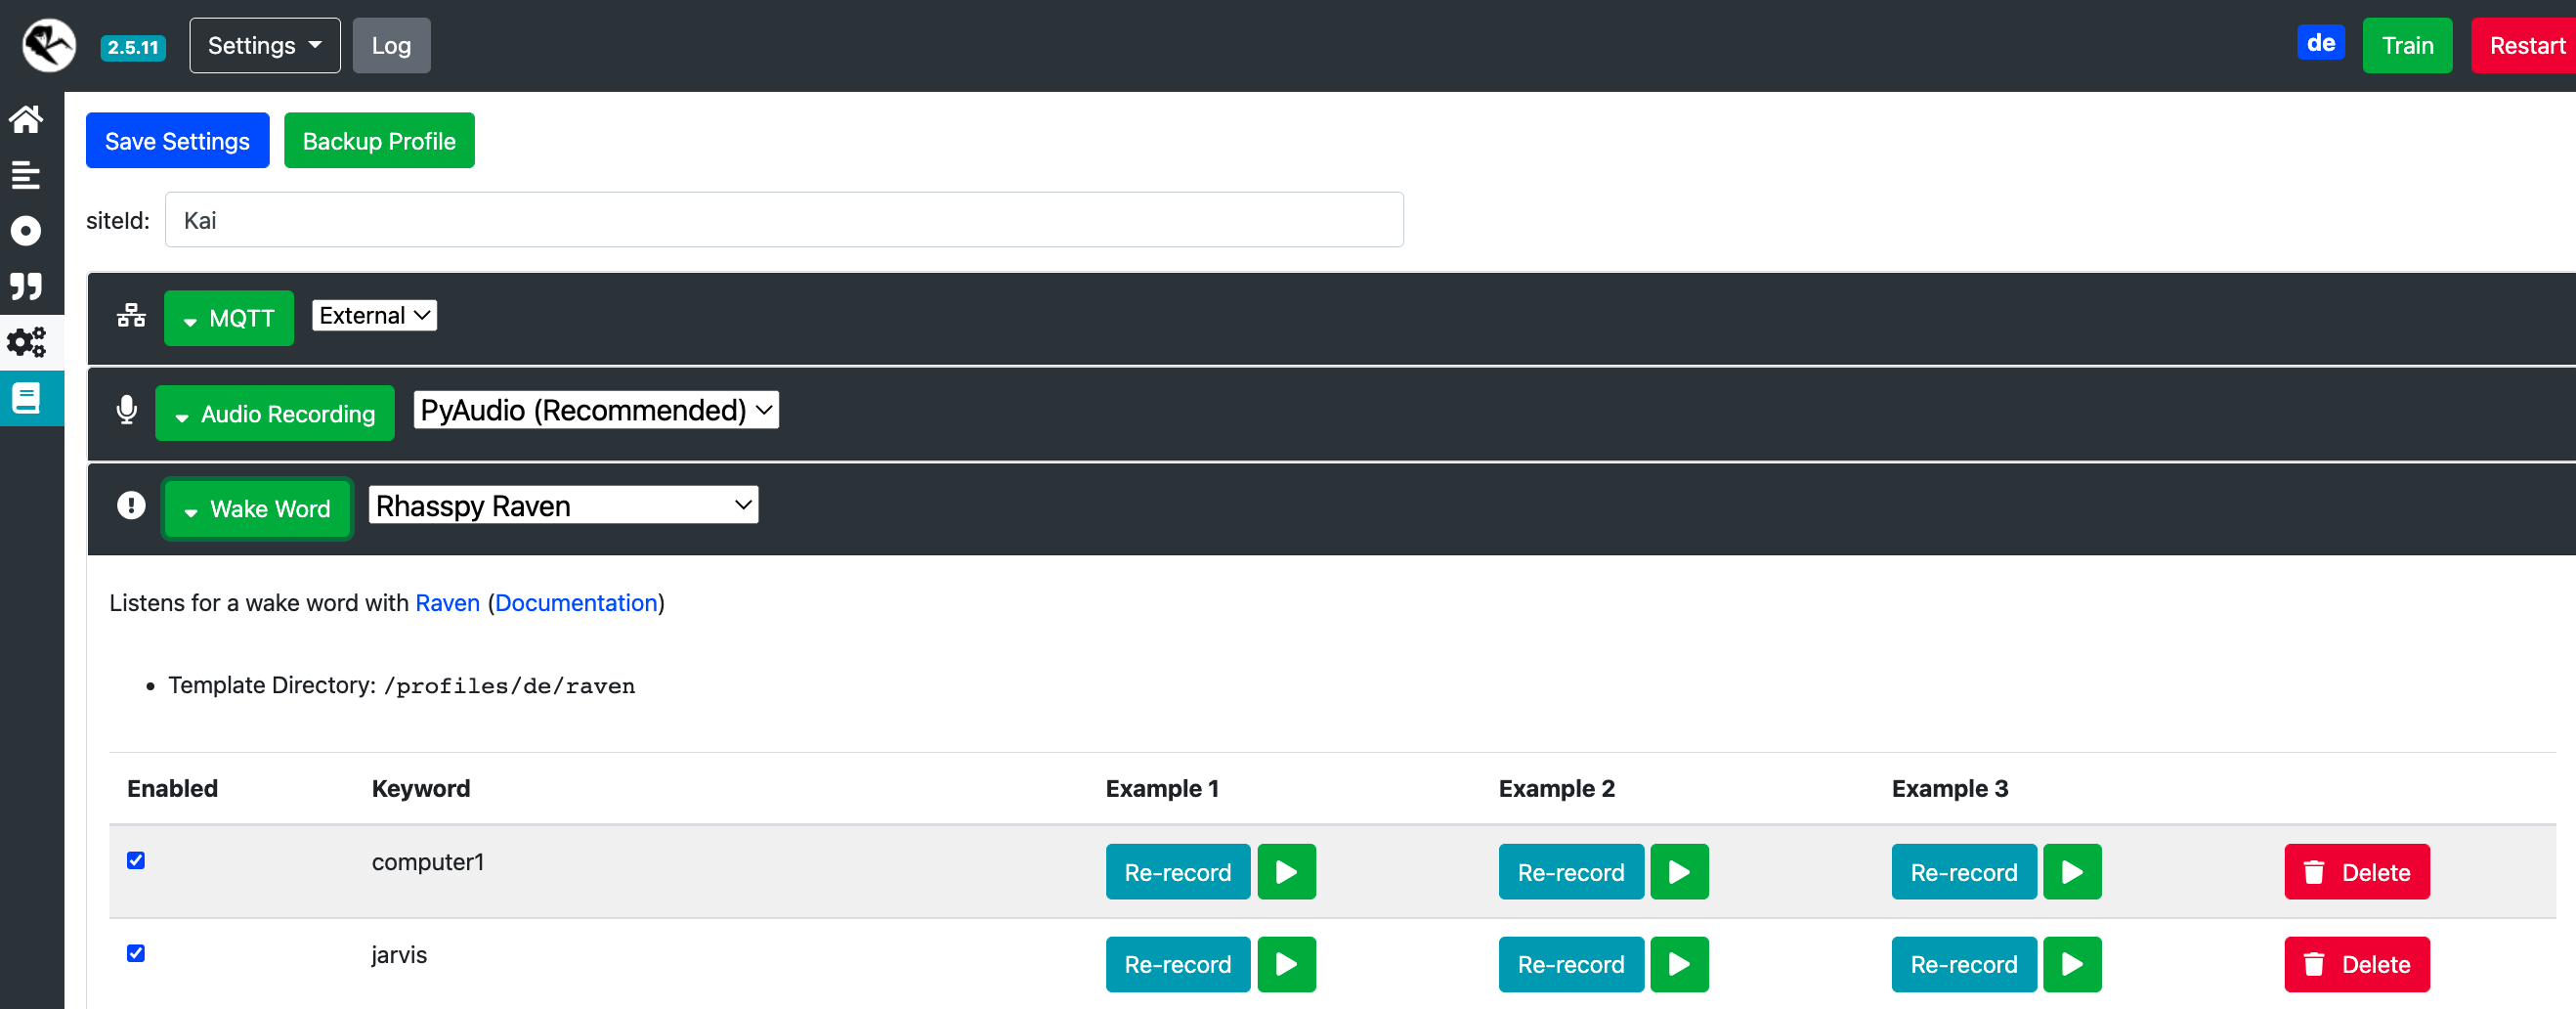 2.5.11 Settings Log de Train Restart
Save Settings Backup Profile
siteId: Kai
MQTT External
Audio Recording PyAudio (Recommended)
Wake Word Rhasspy Raven
Listens for a wake word with Raven (Documentation)
• Template Directory: /profiles/de/raven
Enabled Keyword Example 1 Example 2 Example 3
computer1 Re-record Re-record Re-record Delete
jarvis Re-record Re-record Re-record Delete